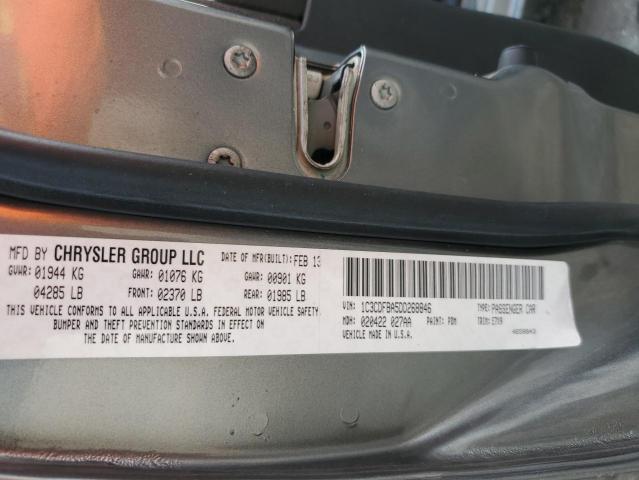 MFD BY CHRYSLER GROUP LLC DATE OF MFR(BUILT): FEB 13
GVWR: 01944 KG GAWR: 01076 KG GAWR: 00901 KG
04285 LB FRONT: 02370 LB REAR: 01985 LB
THIS VEHICLE CONFORMS TO ALL APPLICABLE U.S.A. FEDERAL MOTOR VEHICLE SAFETY,
BUMPER AND THEFT PREVENTION STANDARDS IN EFFECT ON
THE DATE OF MANUFACTURE SHOWN ABOVE.
VIN: 1C3CDFBA5DD268846 TYPE: PASSENGER CAR
MDH: 020422 027AA PAINT: PDM TRIM: E7X9
VEHICLE MADE IN U.S.A.